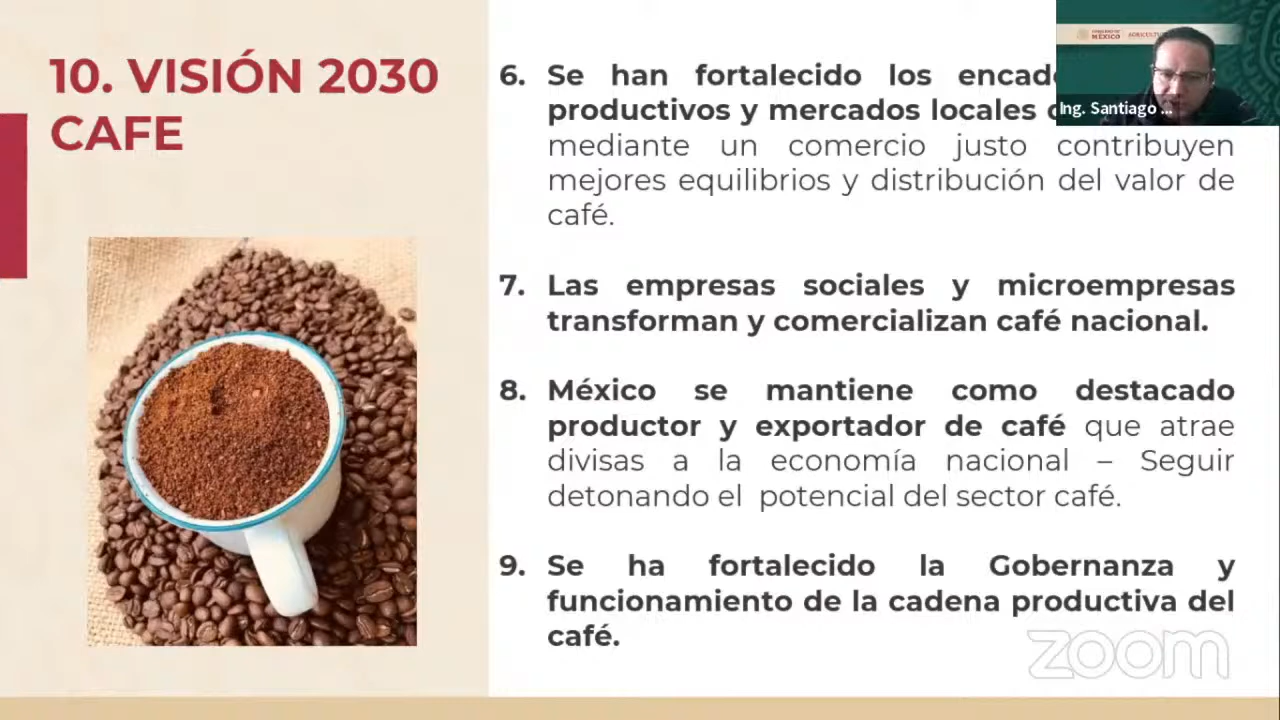 10. VISIÓN 2030
CAFE
6. Se han fortalecido los
productivos y mercados locales
mediante un comercio justo contribuyen
mejores equilibrios y distribución del valor de
café.
7. Las empresas sociales y microempresas
transforman y comercializan café nacional.
8. México se mantiene como destacado
productor y exportador de café que atrae
divisas a la economía nacional – Seguir
detonando el potencial del sector café.
9. Se ha fortalecido la Gobernanza y
funcionamiento de la cadena productiva del
café.
MÉXICO
Ing. Santiago ...
zoom